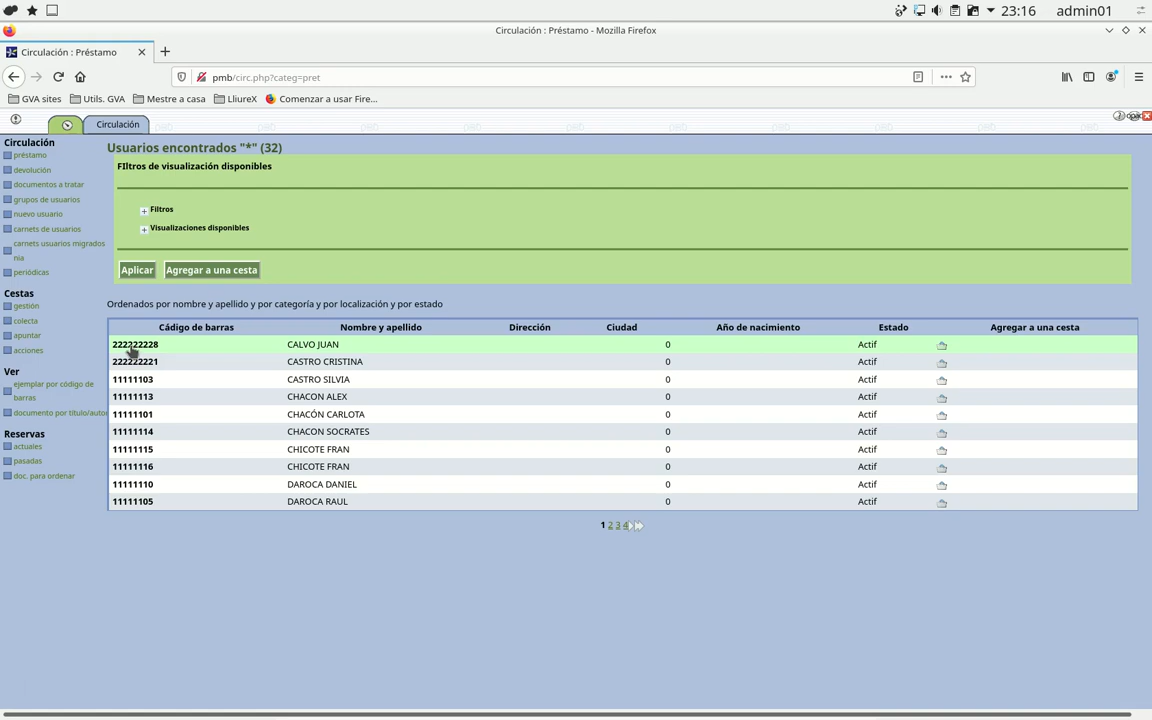 23:16 admin01
Circulación : Préstamo - Mozilla Firefox
Circulación : Préstamo
pmb/circ.php?categ=pret
GVA sites Utils. GVA Mestre a casa LliureX Comenzar a usar Fire...
Circulación
Circulación
préstamo
devolución
documentos a tratar
grupos de usuarios
nuevo usuario
carnets de usuarios
carnets usuarios migrados
nia
periódicas
Cestas
gestión
colecta
apuntar
acciones
Ver
ejemplar por código de
barras
documento por titulo/auto
Reservas
actuales
pasadas
doc. para ordenar
Usuarios encontrados "*" (32)
FIltros de visualización disponibles
Filtros
Visualizaciones disponibles
Aplicar Agregar a una cesta
Ordenados por nombre y apellido y por categoría y por localización y por estado
Código de barras Nombre y apellido Dirección Ciudad Año de nacimiento Estado Agregar a una cesta
222222228 CALVO JUAN 0 Actif
222222221 CASTRO CRISTINA 0 Actif
11111103 CASTRO SILVIA 0 Actif
11111113 CHACON ALEX 0 Actif
11111101 CHACÓN CARLOTA 0 Actif
11111114 CHACON SOCRATES 0 Actif
11111115 CHICOTE FRAN 0 Actif
11111116 CHICOTE FRAN 0 Actif
11111110 DAROCA DANIEL 0 Actif
11111105 DAROCA RAUL 0 Actif
1 2 3 4